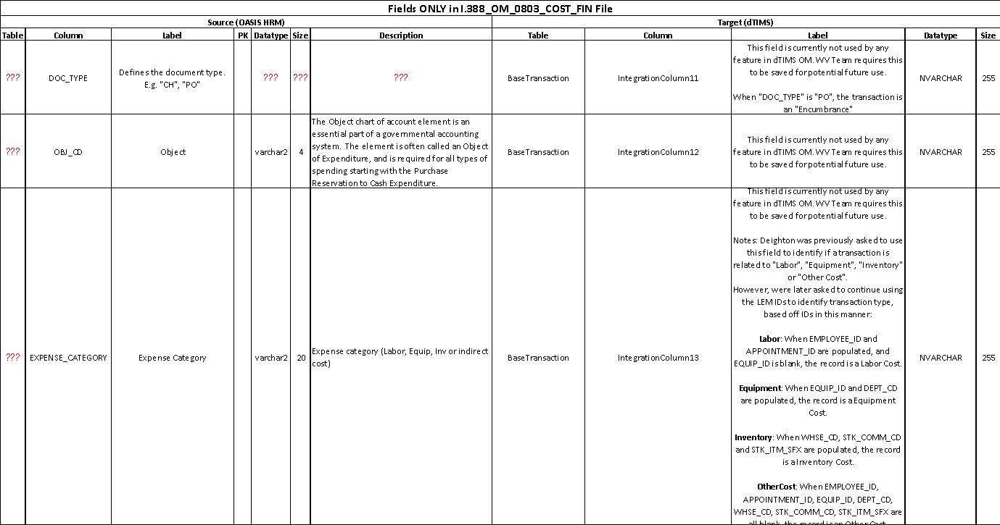 Fields ONLY in I.388_OM_0803_COST_FIN File
Source (OASIS HRM)
Target (dTIMS)
Table
Column
Label
PK
Datatype
Size
Description
Table
Column
Label
Datatype
Size
???
DOC_TYPE
Defines the document type.
E.g. "CH", "PO"
???
???
???
BaseTransaction
IntegrationColumn11
This field is currently not used by any
feature in dTIMS OM. WV Team requires this
to be saved for potential future use.
When "DOC_TYPE" is "PO", the transaction is
an "Encumbrance"
NVARCHAR
255
???
OBJ_CD
Object
varchar2
4
The Object chart of account element is an
essential part of a governmental accounting
system. The element is often called an Object
of Expenditure, and is required for all types of
spending starting with the Purchase
Reservation to Cash Expenditure.
BaseTransaction
IntegrationColumn12
This field is currently not used by any
feature in dTIMS OM. WV Team requires this
to be saved for potential future use.
NVARCHAR
255
???
EXPENSE_CATEGORY
Expense Category
varchar2
20
Expense category (Labor, Equip, Inv or indirect
cost)
BaseTransaction
IntegrationColumn13
This field is currently not used by any
feature in dTIMS OM. WV Team requires this
to be saved for potential future use.
Notes: Deighton was previously asked to use
this field to identify if a transaction is
related to "Labor", "Equipment", "Inventory"
or "Other Cost".
However, were later asked to continue using
the LEM IDs to identify transaction type,
based off IDs in this manner:
Labor: When EMPLOYEE_ID and
APPOINTMENT_ID are populated, and
EQUIP_ID is blank, the record is a Labor Cost.
Equipment: When EQUIP_ID and DEPT_CD
are populated, the record is a Equipment
Cost.
Inventory: When WHSE_CD, STK_COMM_CD
and STK_ITM_SFX are populated, the record
is a Inventory Cost.
OtherCost: When EMPLOYEE_ID,
APPOINTMENT_ID, EQUIP_ID, DEPT_CD,
WHSE_CD, STK_COMM_CD, STK_ITM_SFX are
all blank, the record is an Other Cost.
NVARCHAR
255